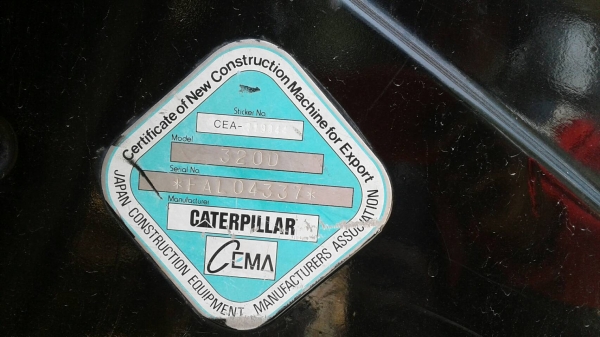 Certificate of New Construction Machine for Export
Sticker No.
CEA-
Model
320D
Serial No.
*FAL04337*
Manufacturer
CATERPILLAR
CEMA
JAPAN CONSTRUCTION EQUIPMENT MANUFACTURERS ASSOCIATION